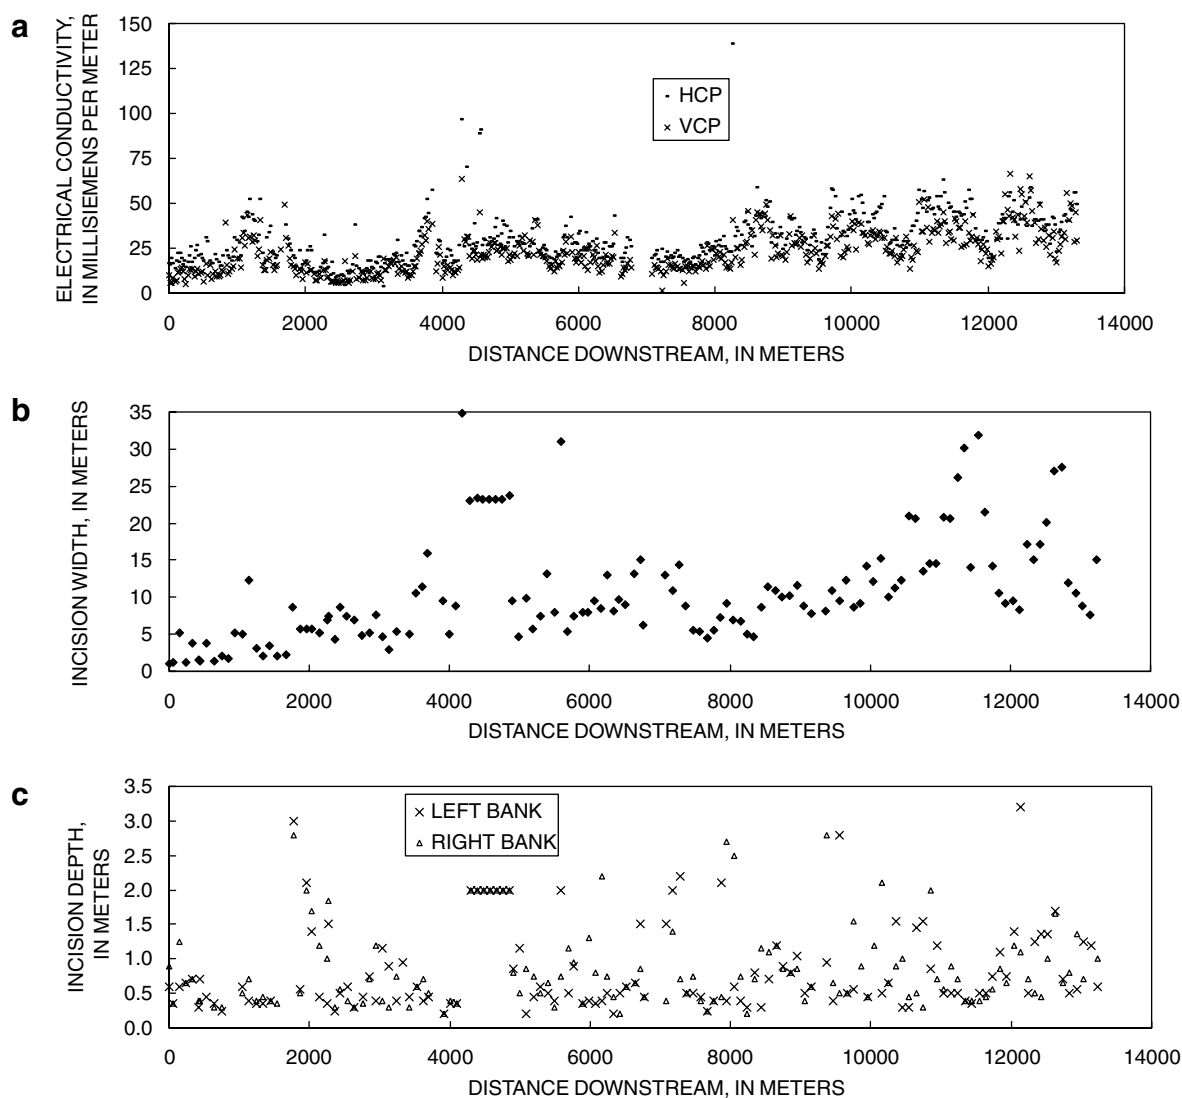 a
ELECTRICAL CONDUCTIVITY,
IN MILLISIEMENS PER METER
150
125
100
75
50
25
0
HCP
VCP
0 2000 4000 6000 8000 10000 12000 14000
DISTANCE DOWNSTREAM, IN METERS
b
INCISION WIDTH, IN METERS
35
30
25
20
15
10
5
0
0 2000 4000 6000 8000 10000 12000 14000
DISTANCE DOWNSTREAM, IN METERS
c
INCISION DEPTH,
IN METERS
3.5
3.0
2.5
2.0
1.5
1.0
0.5
0.0
LEFT BANK
RIGHT BANK
0 2000 4000 6000 8000 10000 12000 14000
DISTANCE DOWNSTREAM, IN METERS